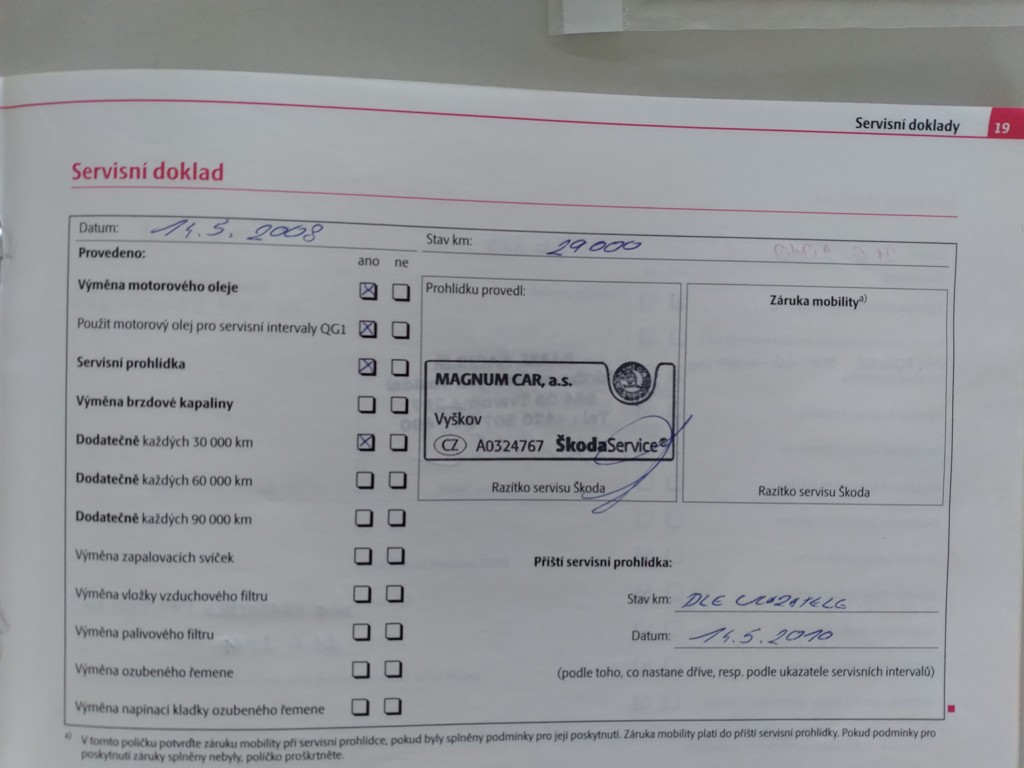 Servisní doklady 19
Servisní doklad
Datum: 14.5. 2008
Stav km: 29000
Provedeno:
ano ne
Výměna motorového oleje
Použit motorový olej pro servisní intervaly QG1
Servisní prohlídka
Výměna brzdové kapaliny
Dodatečně každých 30 000 km
Dodatečně každých 60 000 km
Dodatečně každých 90 000 km
Výměna zapalovacích svíček
Výměna vložky vzduchového filtru
Výměna palivového filtru
Výměna ozubeného řemene
Výměna napínací kladky ozubeného řemene
Prohlídku provedl:
MAGNUM CAR, a.s.
Vyškov
CZ A0324767 ŠkodaService®
Razítko servisu Škoda
Záruka mobility a)
Razítko servisu Škoda
Příští servisní prohlídka:
Stav km: DLE UKAZATELE
Datum: 14.5.2010
(podle toho, co nastane dříve, resp. podle ukazatele servisních intervalů)
a) V tomto políčku potvrďte záruku mobility při servisní prohlídce, pokud byly splněny podmínky pro její poskytnutí. Záruka mobility platí do příští servisní prohlídky. Pokud podmínky pro
poskytnutí záruky splněny nebyly, políčko proškrtněte.